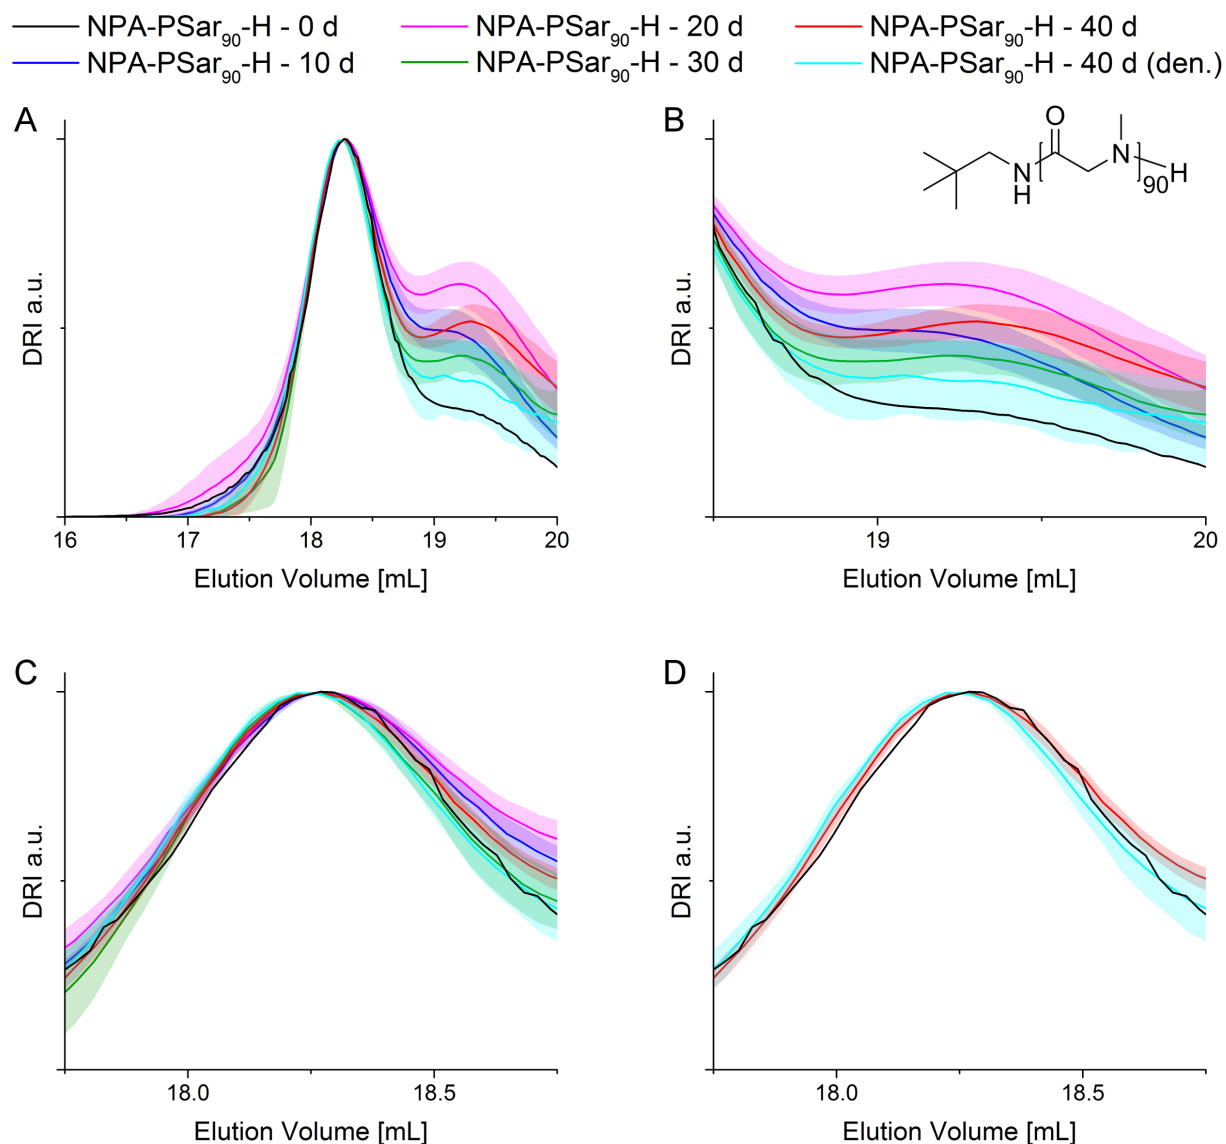 NPA-PSar₉₀-H - 0 d NPA-PSar₉₀-H - 20 d NPA-PSar₉₀-H - 40 d
NPA-PSar₉₀-H - 10 d NPA-PSar₉₀-H - 30 d NPA-PSar₉₀-H - 40 d (den.)
A
DRI a.u.
16 17 18 19 20
Elution Volume [mL]
B
O
N
N
H
90
H
DRI a.u.
19 20
Elution Volume [mL]
C
DRI a.u.
18.0 18.5
Elution Volume [mL]
D
DRI a.u.
18.0 18.5
Elution Volume [mL]